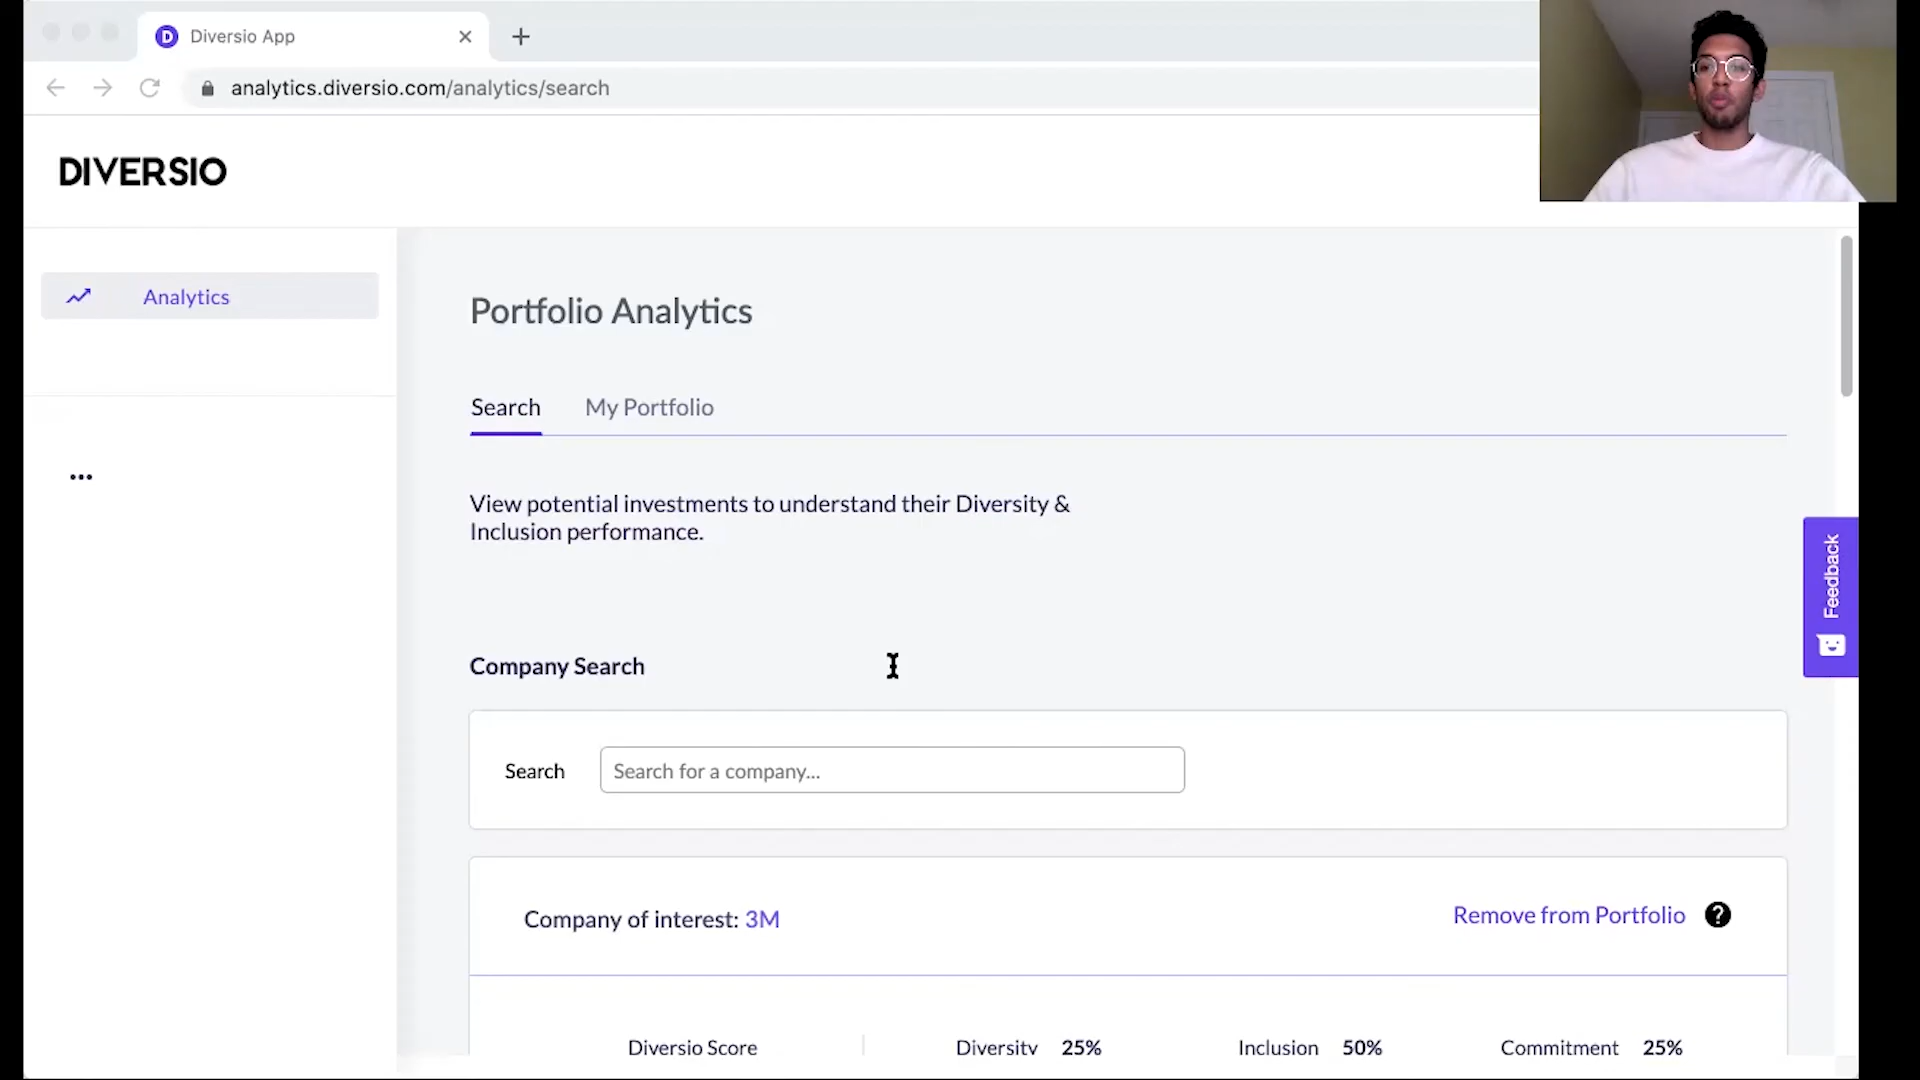 Diversio App
analytics.diversio.com/analytics/search
DIVERSIO
Analytics
Portfolio Analytics
Search My Portfolio
View potential investments to understand their Diversity &
Inclusion performance.
Feedback
Company Search
Search Search for a company...
Company of interest: 3M Remove from Portfolio
Diversio Score Diversity 25% Inclusion 50% Commitment 25%